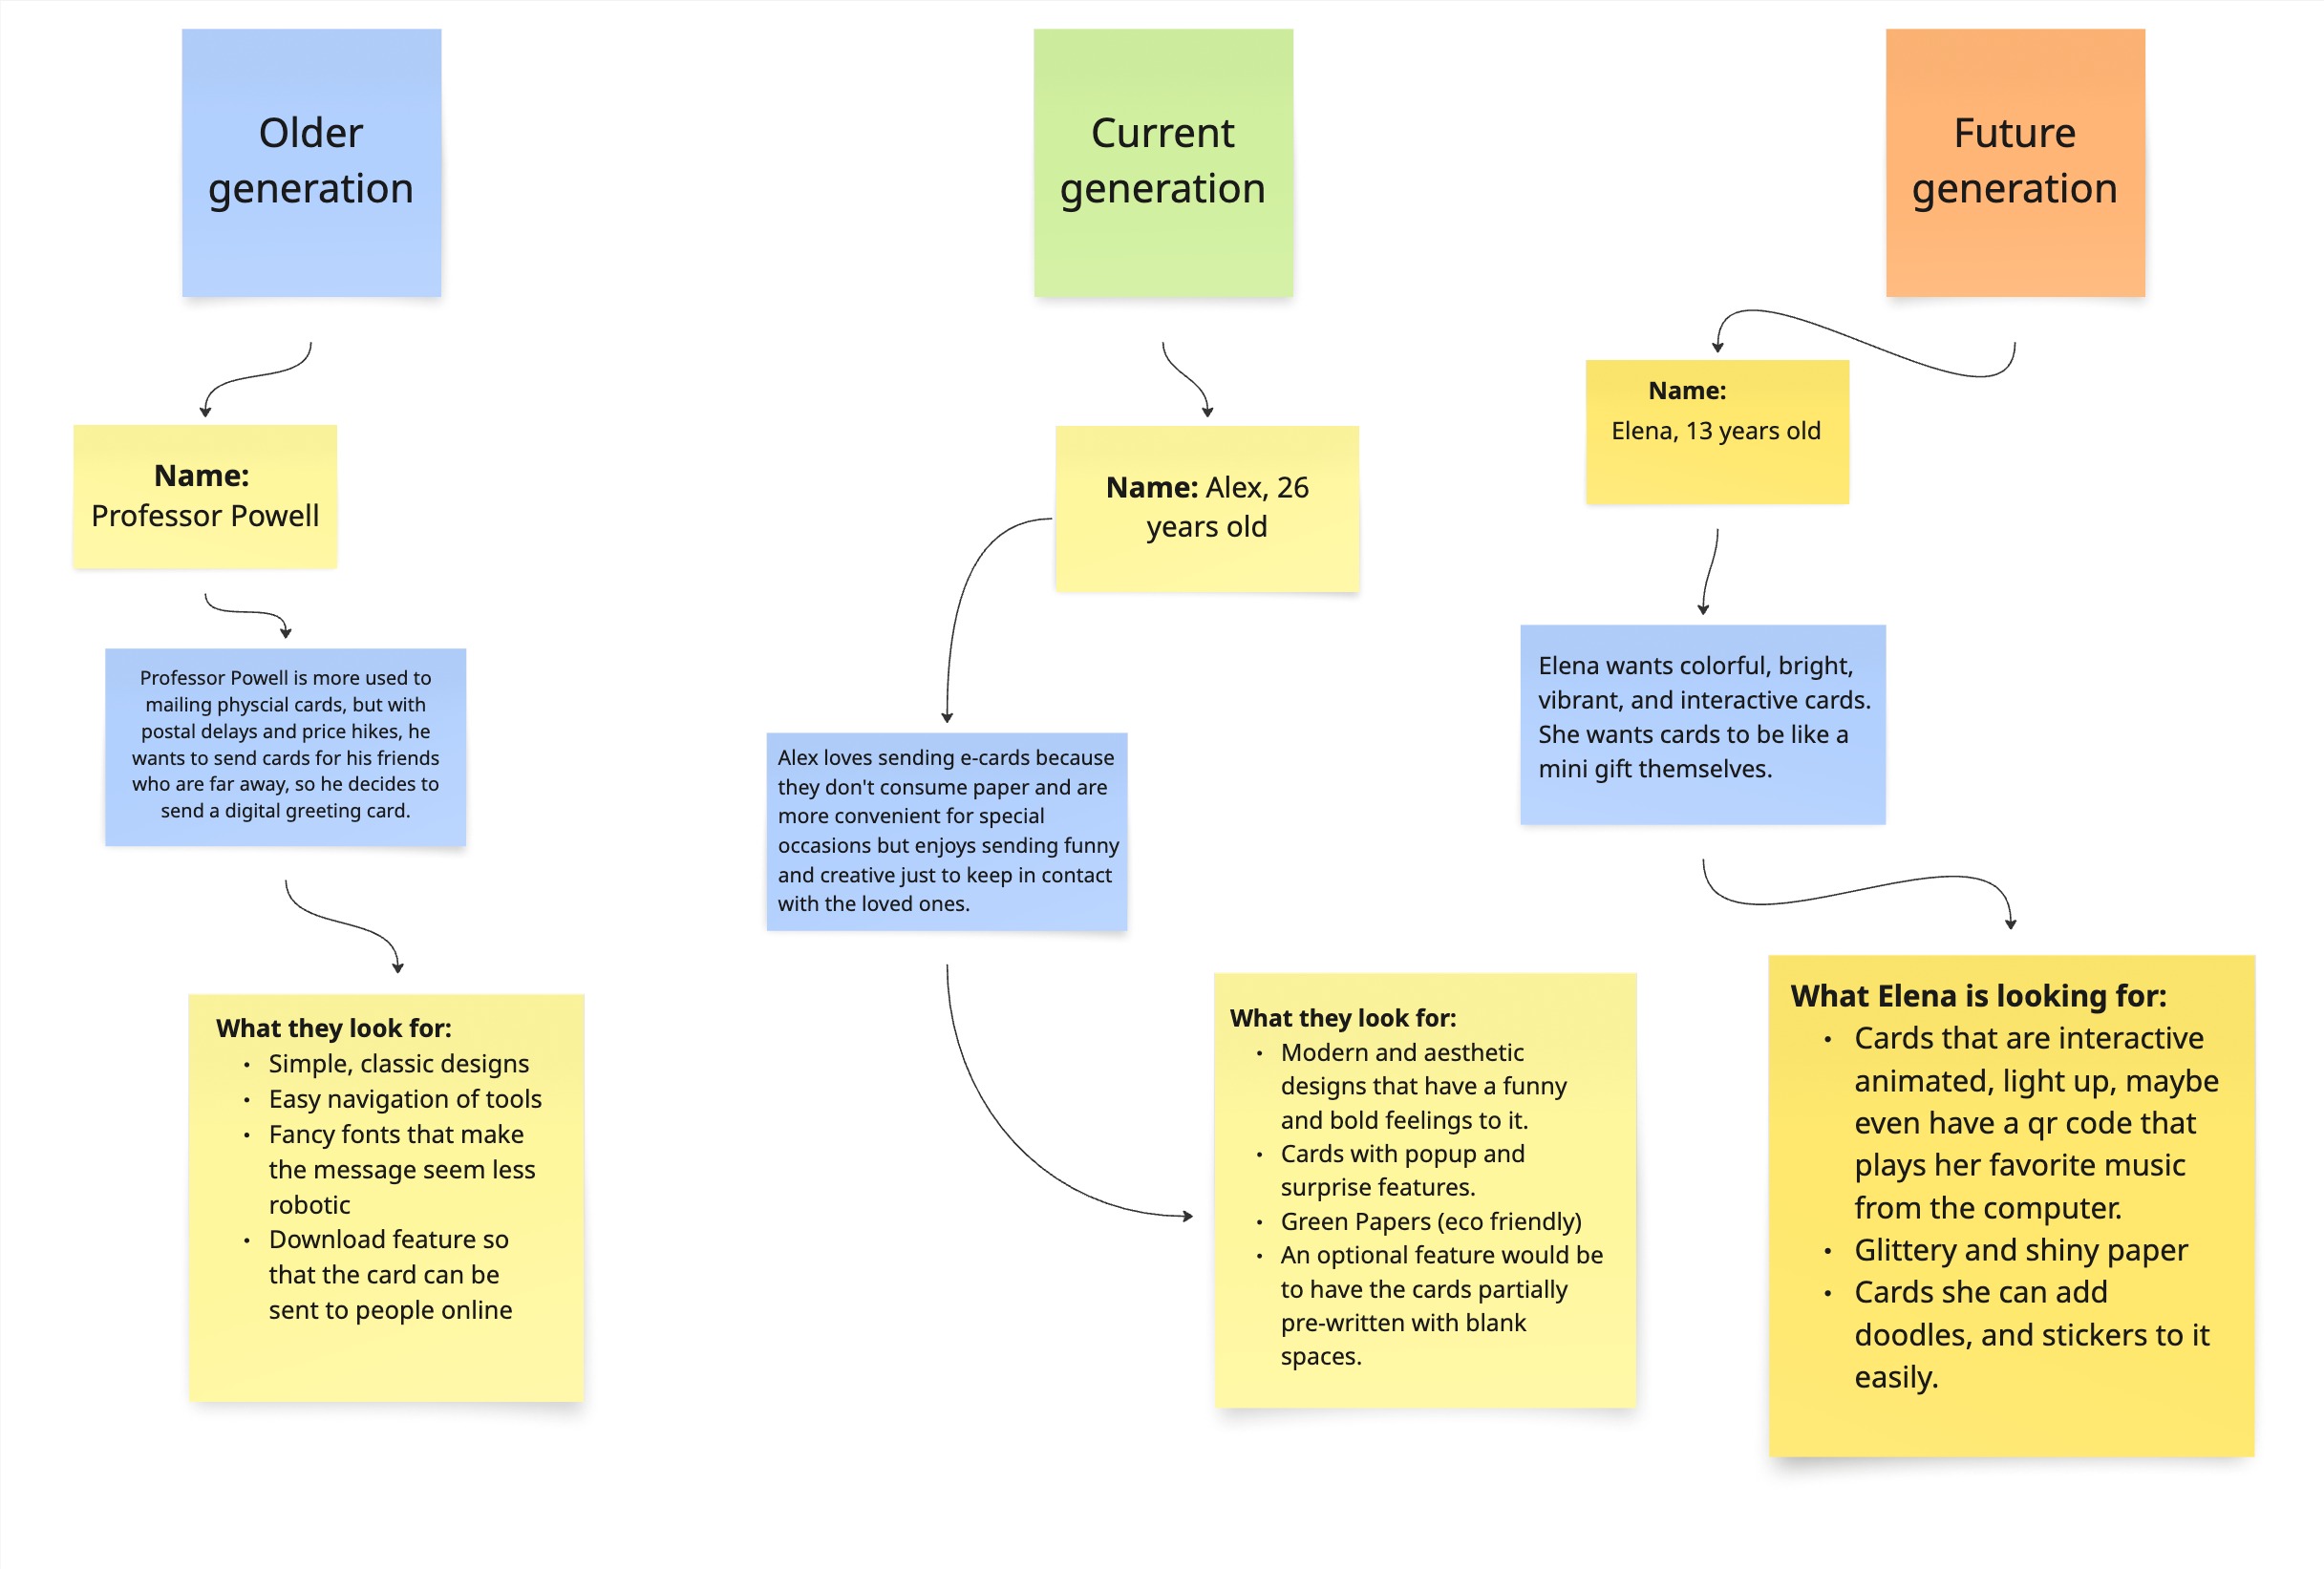 Older
generation
Name:
Professor Powell
Professor Powell is more used to
mailing physcial cards, but with
postal delays and price hikes, he
wants to send cards for his friends
who are far away, so he decides to
send a digital greeting card.
What they look for:
• Simple, classic designs
• Easy navigation of tools
• Fancy fonts that make
the message seem less
robotic
• Download feature so
that the card can be
sent to people online
Current
generation
Name: Alex, 26
years old
Alex loves sending e-cards because
they don't consume paper and are
more convenient for special
occasions but enjoys sending funny
and creative just to keep in contact
with the loved ones.
What they look for:
• Modern and aesthetic
designs that have a funny
and bold feelings to it.
• Cards with popup and
surprise features.
• Green Papers (eco friendly)
• An optional feature would be
to have the cards partially
pre-written with blank
spaces.
Future
generation
Name:
Elena, 13 years old
Elena wants colorful, bright,
vibrant, and interactive cards.
She wants cards to be like a
mini gift themselves.
What Elena is looking for:
• Cards that are interactive
animated, light up, maybe
even have a qr code that
plays her favorite music
from the computer.
• Glittery and shiny paper
• Cards she can add
doodles, and stickers to it
easily.